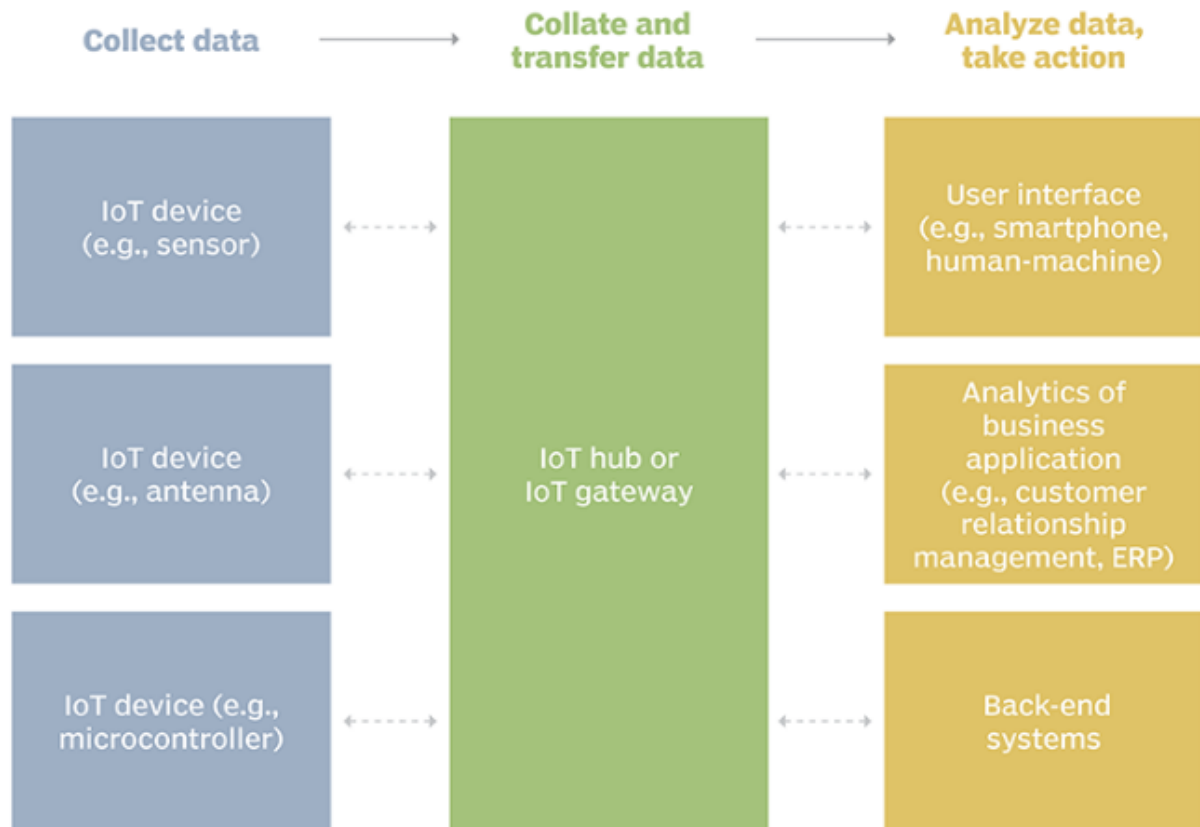 Collect data
Collate and
transfer data
Analyze data,
take action
IoT device
(e.g., sensor)
User interface
(e.g., smartphone,
human-machine)
IoT device
(e.g., antenna)
IoT hub or
IoT gateway
Analytics of
business
application
(e.g., customer
relationship
management, ERP)
IoT device (e.g.,
microcontroller)
Back-end
systems